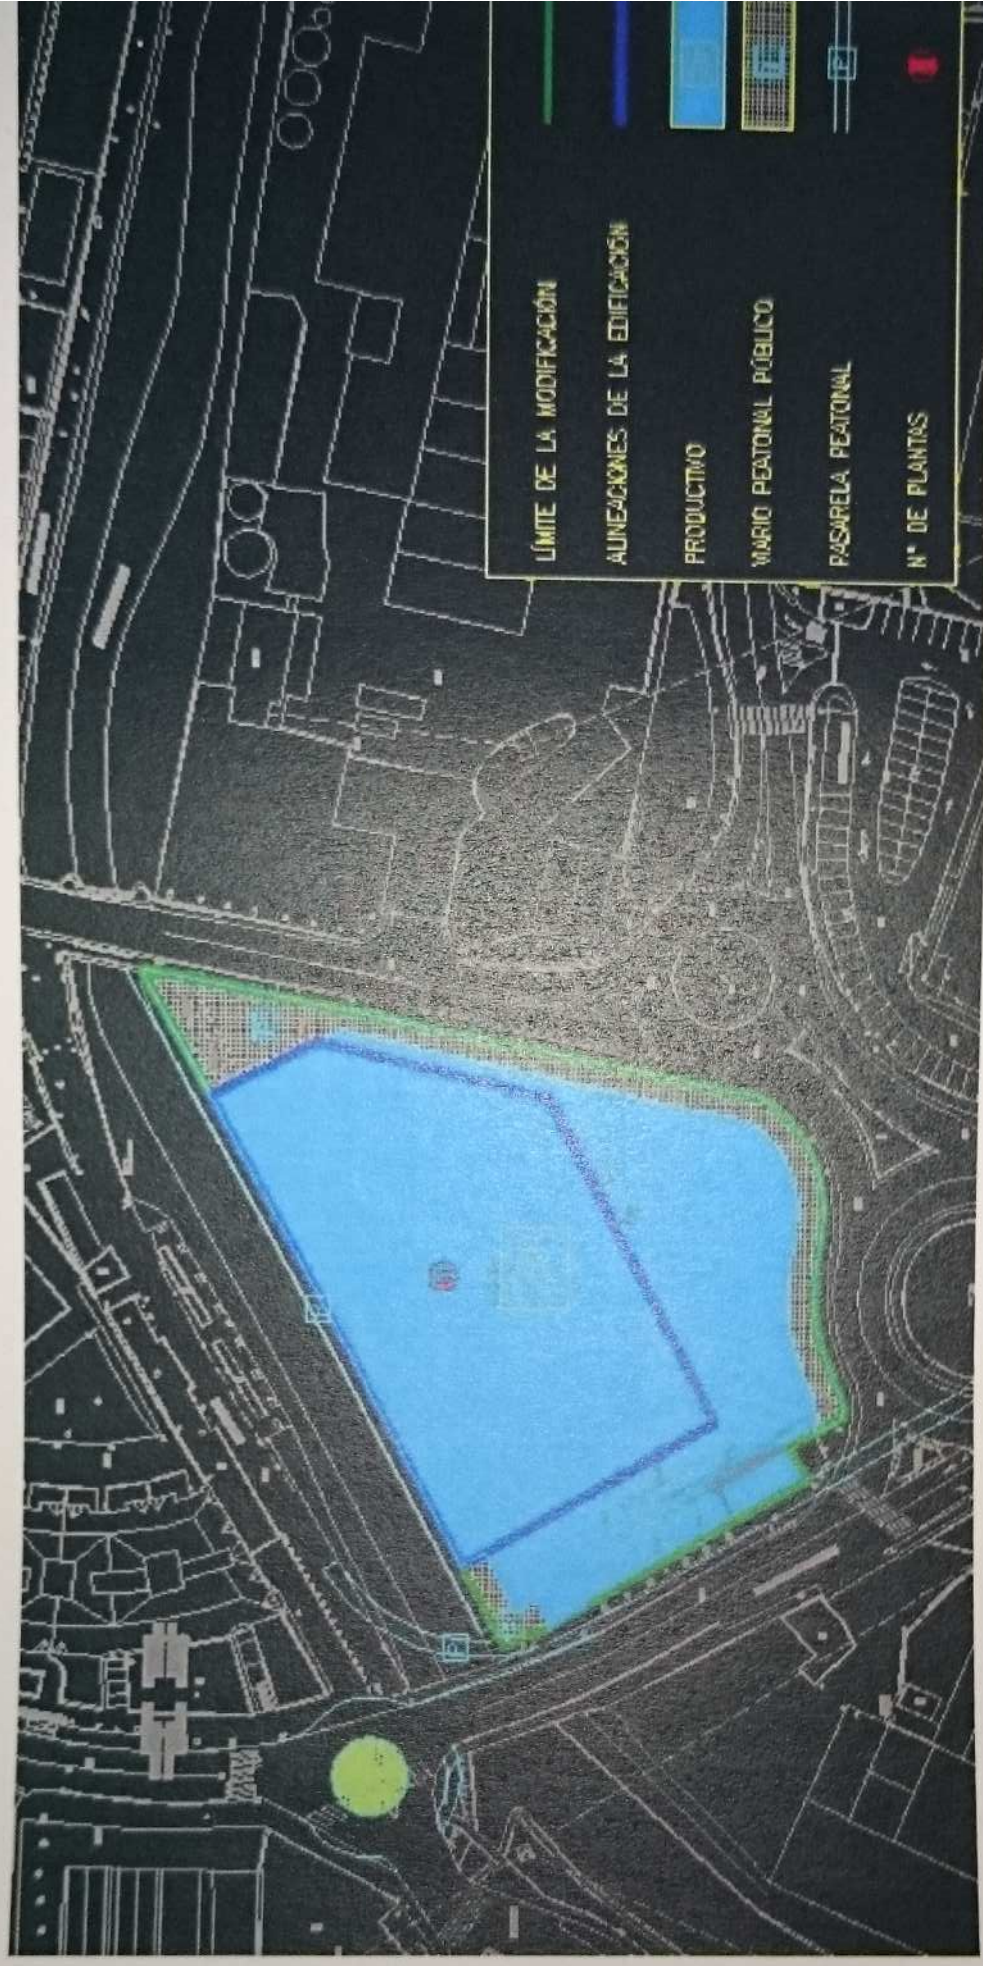 LÍMITE DE LA MODIFICACIÓN
ALINEACIONES DE LA EDIFICACIÓN
PRODUCTIVO
VIARIO PEATONAL PÚBLICO
PASARELA PEATONAL
Nº DE PLANTAS